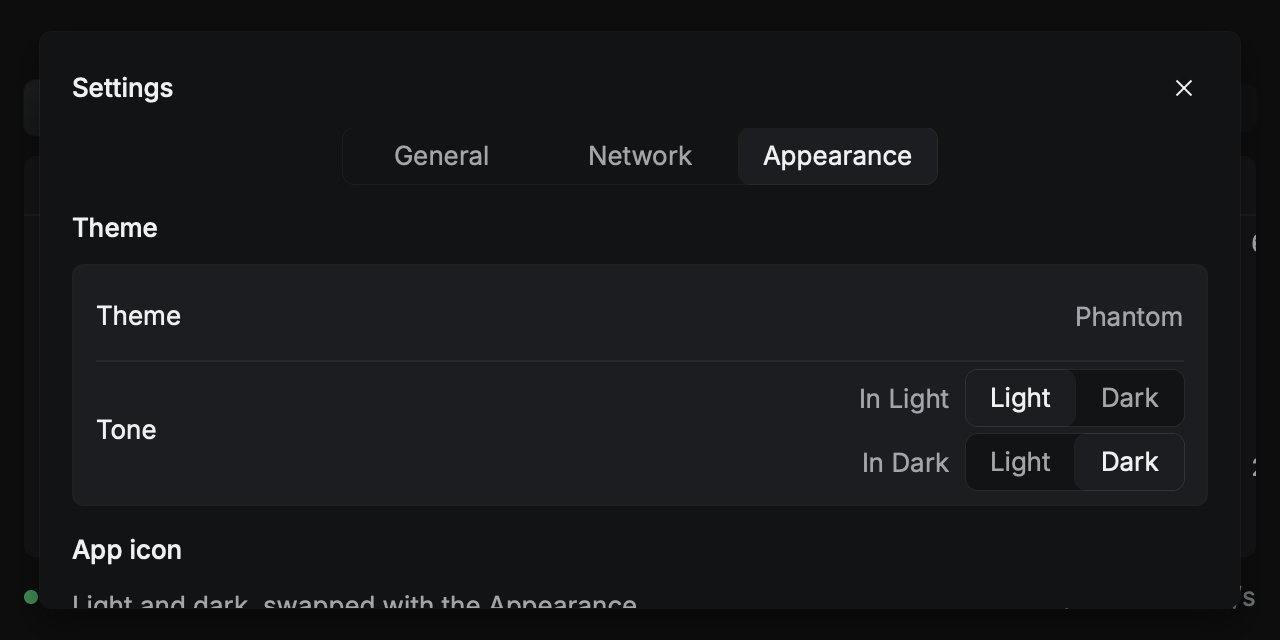 Settings
General Network Appearance
Theme
Theme Phantom
Tone
In Light Light Dark
In Dark Light Dark
App icon
Light and dark, swapped with the Appearance